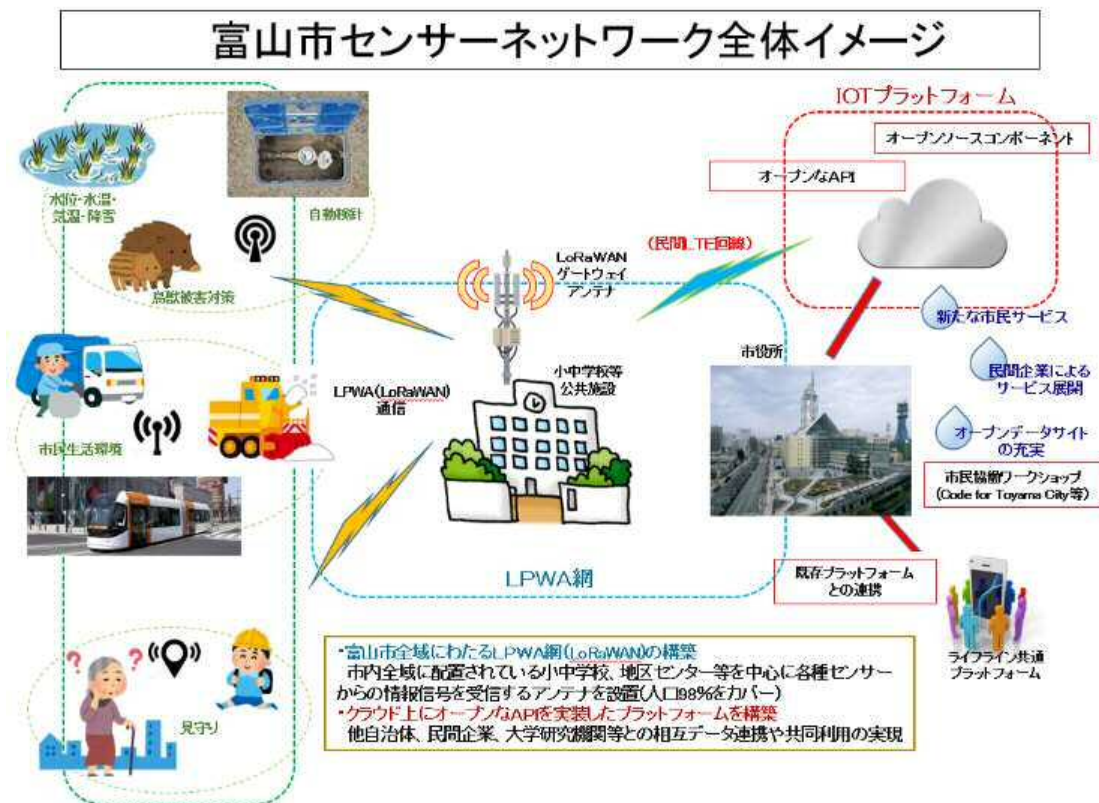 富山市センサーネットワーク全体イメージ
水位・水温・
気温・降雪
自動検針
鳥獣被害対策
市民生活環境
見守り
LPWA(LoRaWAN)
通信
LoRaWAN
ゲートウェイ
アンテナ
小中学校等
公共施設
LPWA網
(民間LTE回線)
市役所
IOTプラットフォーム
オープンソースコンポーネント
オープンなAPI
新たな市民サービス
民間企業による
サービス展開
オープンデータサイト
の充実
市民協働ワークショップ
(Code for Toyama City等)
既存プラットフォーム
との連携
ライフライン共通
プラットフォーム
・富山市全域にわたるLPWA網(LoRaWAN)の構築
市内全域に配置されている小中学校、地区センター等を中心に各種センサー
からの情報信号を受信するアンテナを設置(人口98%をカバー)
・クラウド上にオープンなAPIを実装したプラットフォームを構築
他自治体、民間企業、大学研究機関等との相互データ連携や共同利用の実現